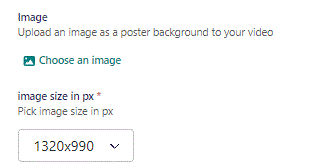 Image
Upload an image as a poster background to your video
Choose an image
image size in px *
Pick image size in px
1320x990